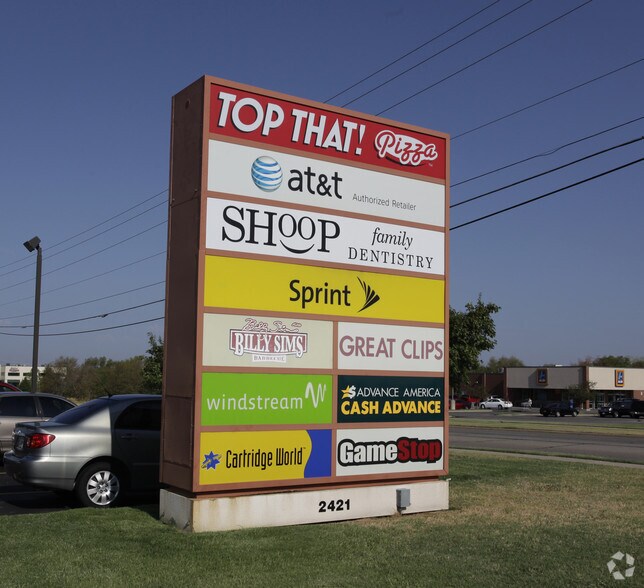 TOP THAT! Pizza
at&t Authorized Retailer
SHOOP family DENTISTRY
Sprint
BILLY SIMS
BARBECUE
GREAT CLIPS
windstream
ADVANCE AMERICA
CASH ADVANCE
Cartridge World
GameStop
2421